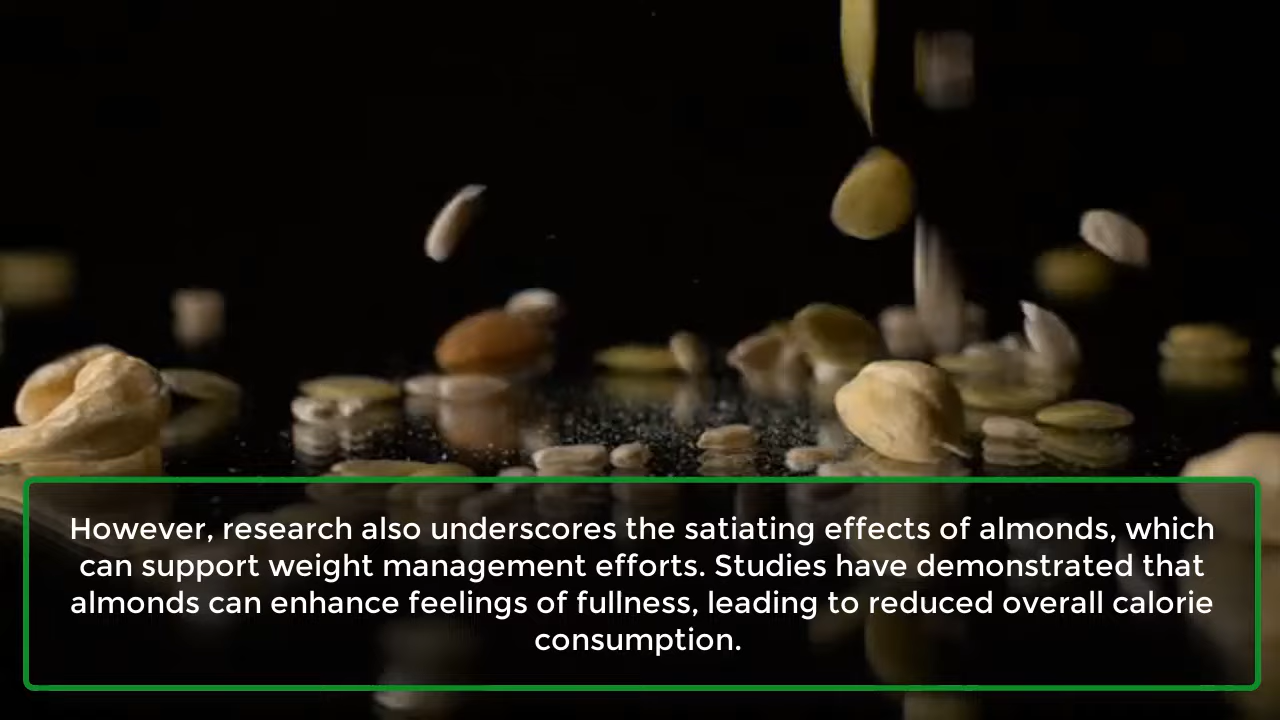 However, research also underscores the satiating effects of almonds, which
can support weight management efforts. Studies have demonstrated that
almonds can enhance feelings of fullness, leading to reduced overall calorie
consumption.